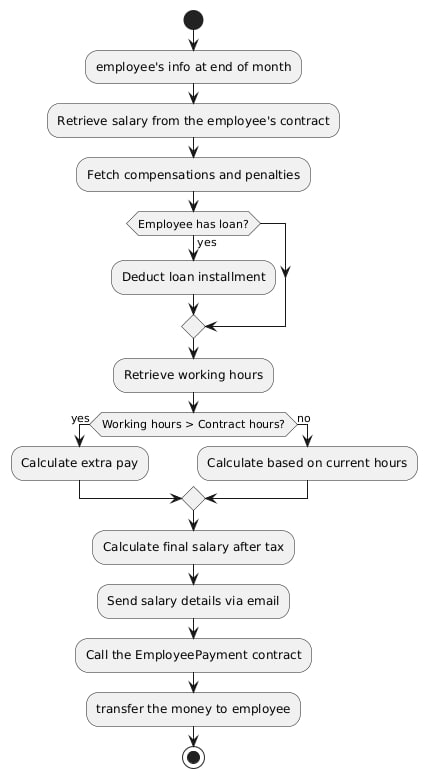 employee's info at end of month
Retrieve salary from the employee's contract
Fetch compensations and penalties
Employee has loan?
yes
Deduct loan installment
Retrieve working hours
yes
Working hours > Contract hours?
no
Calculate extra pay
Calculate based on current hours
Calculate final salary after tax
Send salary details via email
Call the EmployeePayment contract
transfer the money to employee